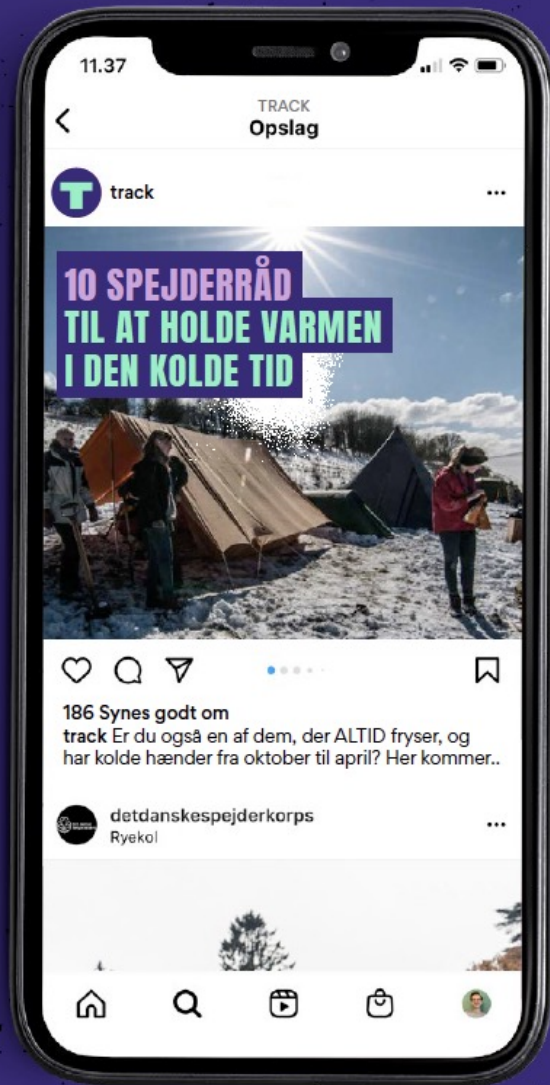 11.37
TRACK
Opslag
T
track
10 SPEJDERRÅD
TIL AT HOLDE VARMEN
I DEN KOLDE TID
186 Synes godt om
track Er du også en af dem, der ALTID fryser, og
har kolde hænder fra oktober til april? Her kommer..
detdanskespejderkorps
Ryekol